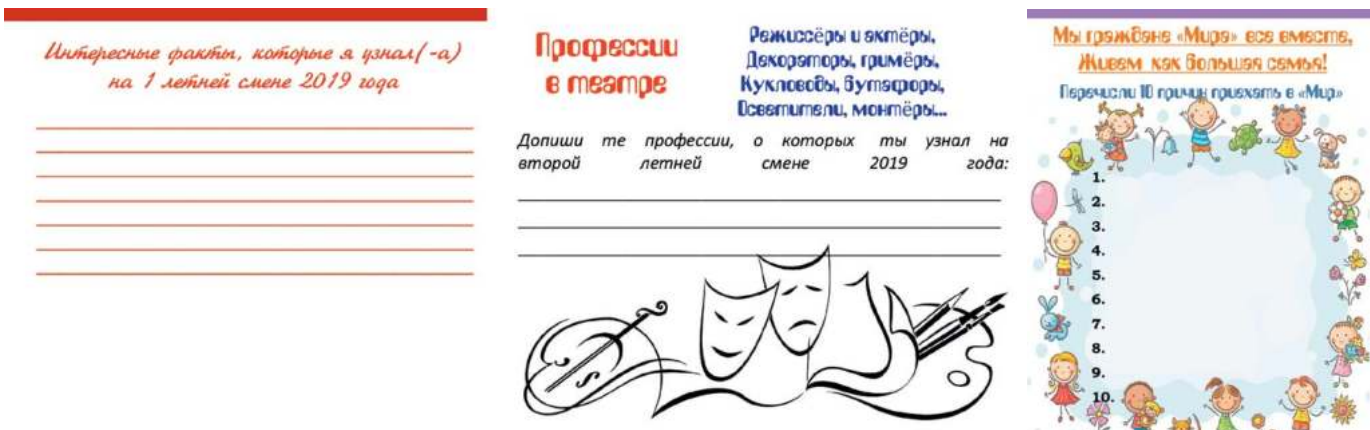 Интересные факты, которые я узнал(-а)
на 1 летней смене 2019 года
Профессии
в театре
Режиссёры и актёры,
Декораторы, гримёры,
Кукловоды, бутафоры,
Осветители, монтёры...
Допиши те профессии, о которых ты узнал на
второй летней смене 2019 года:
Мы граждане «Мира» все вместе,
Живем как большая семья!
Перечисли 10 причин приехать в «Мир»
1.
2.
3.
4.
5.
6.
7.
8.
9.
10.